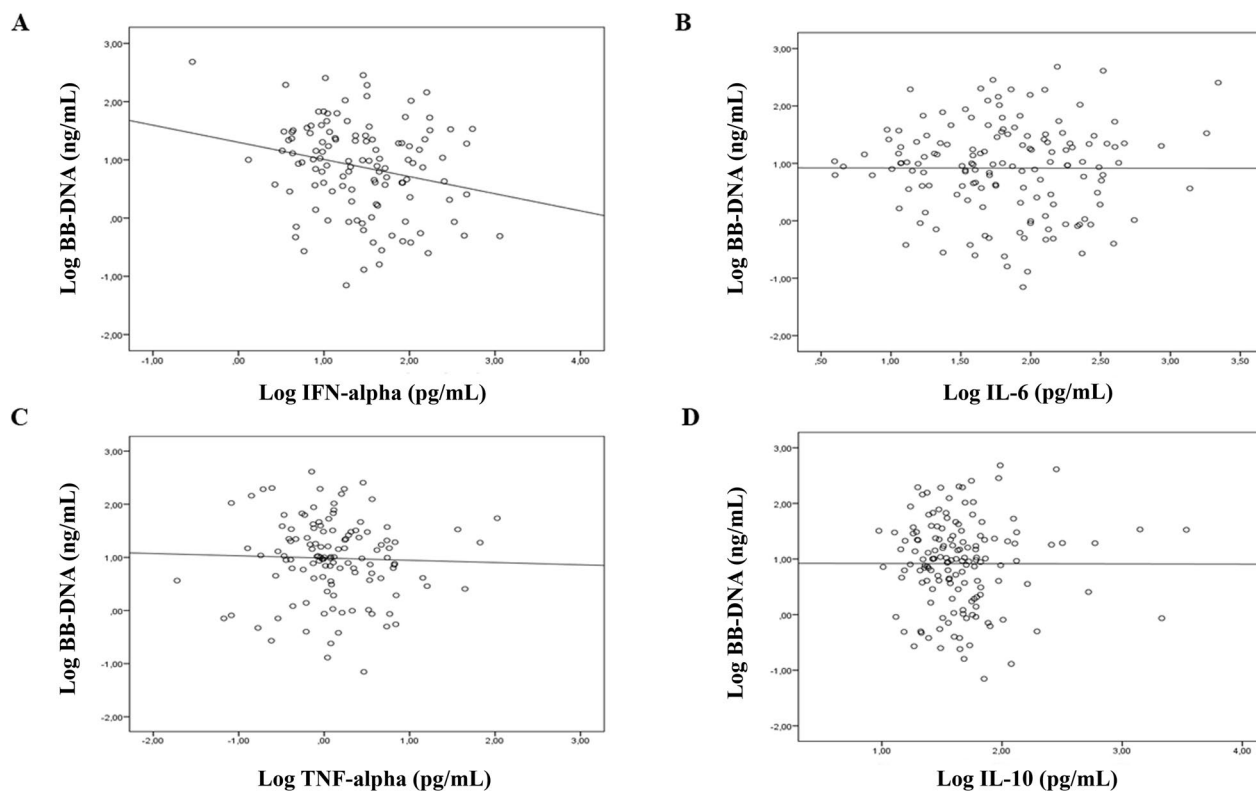 A
3,00
2,00
1,00
,00
-1,00
-2,00
Log BB-DNA (ng/mL)
-1,00 ,00 1,00 2,00 3,00 4,00
Log IFN-alpha (pg/mL)
B
3,00
2,00
1,00
,00
-1,00
-2,00
Log BB-DNA (ng/mL)
,50 1,00 1,50 2,00 2,50 3,00 3,50
Log IL-6 (pg/mL)
C
3,00
2,00
1,00
,00
-1,00
-2,00
Log BB-DNA (ng/mL)
-2,00 -1,00 ,00 1,00 2,00 3,00
Log TNF-alpha (pg/mL)
D
3,00
2,00
1,00
,00
-1,00
-2,00
Log BB-DNA (ng/mL)
1,00 2,00 3,00 4,00
Log IL-10 (pg/mL)